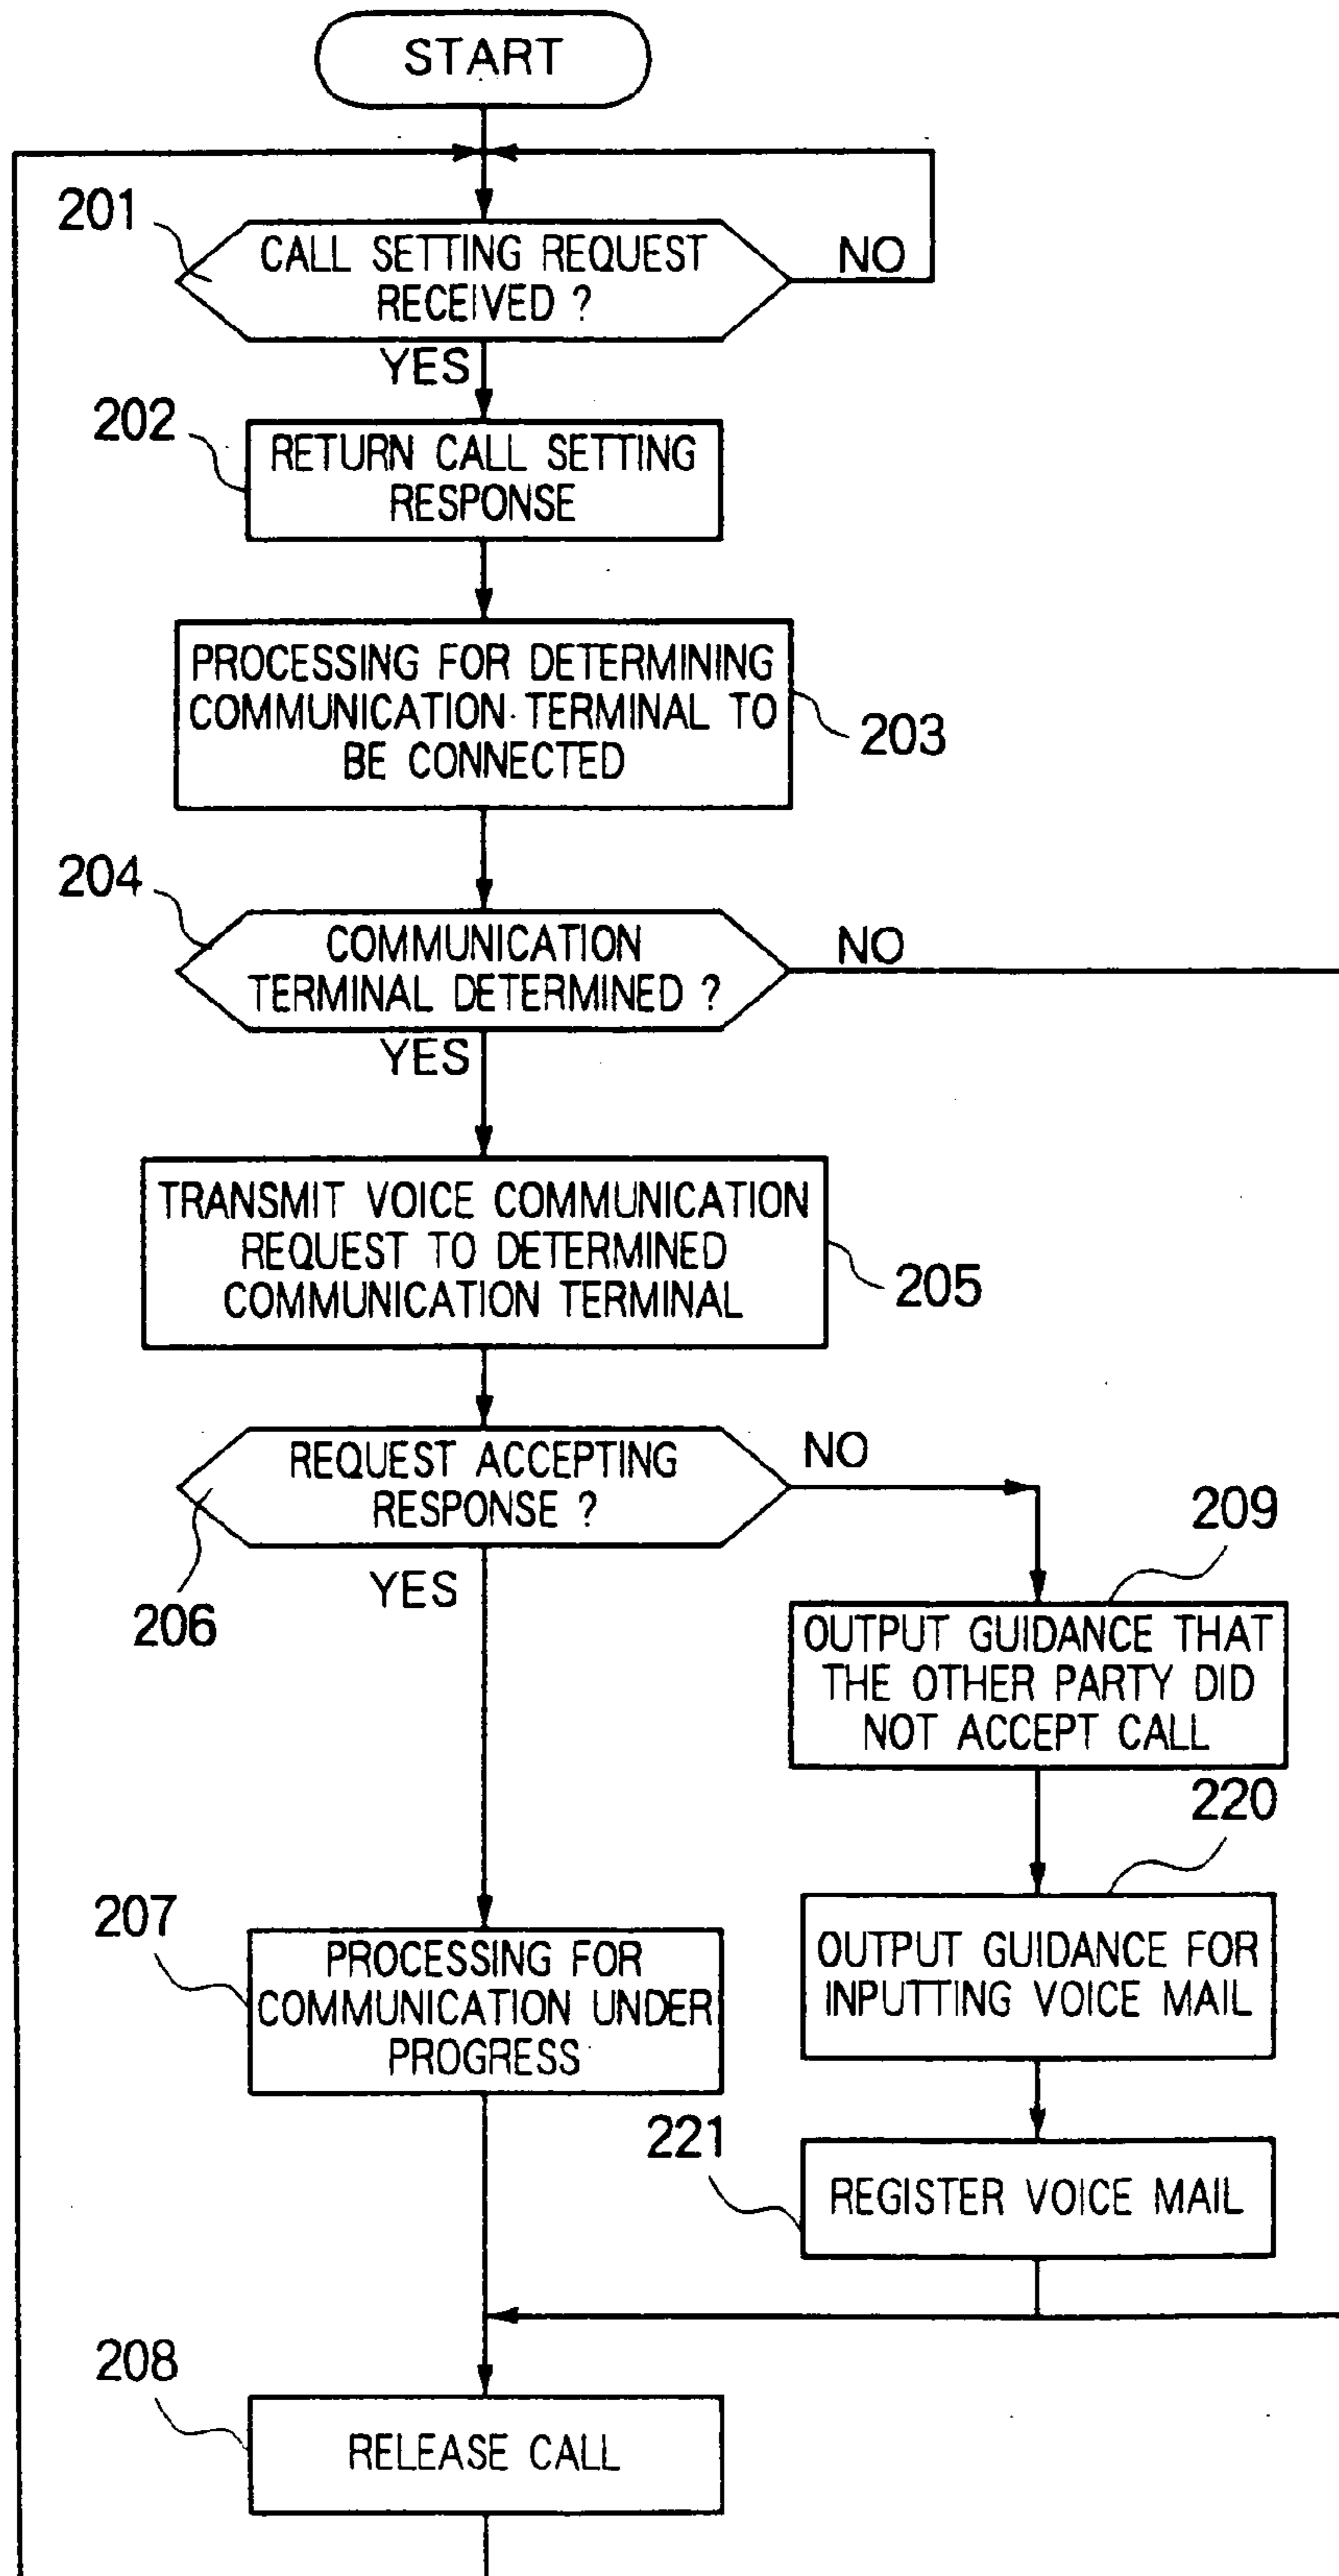 START
201
CALL SETTING REQUEST
RECEIVED ?
NO
YES
202
RETURN CALL SETTING
RESPONSE
PROCESSING FOR DETERMINING
COMMUNICATION TERMINAL TO
BE CONNECTED
203
204
COMMUNICATION
TERMINAL DETERMINED ?
NO
YES
TRANSMIT VOICE COMMUNICATION
REQUEST TO DETERMINED
COMMUNICATION TERMINAL
205
REQUEST ACCEPTING
RESPONSE ?
NO
206
YES
209
OUTPUT GUIDANCE THAT
THE OTHER PARTY DID
NOT ACCEPT CALL
220
OUTPUT GUIDANCE FOR
INPUTTING VOICE MAIL
207
PROCESSING FOR
COMMUNICATION UNDER
PROGRESS
221
REGISTER VOICE MAIL
208
RELEASE CALL